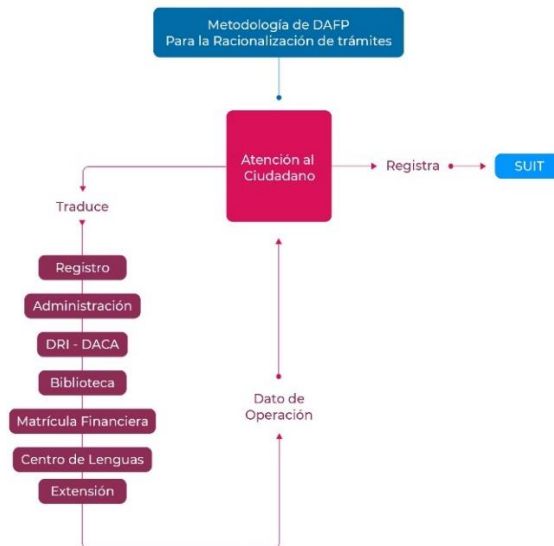 Metodología de DAFP
Para la Racionalización de trámites
Atención al
Ciudadano
Registra
SUIT
Traduce
Registro
Administración
DRI - DACA
Biblioteca
Matrícula Financiera
Centro de Lenguas
Extensión
Dato de
Operación